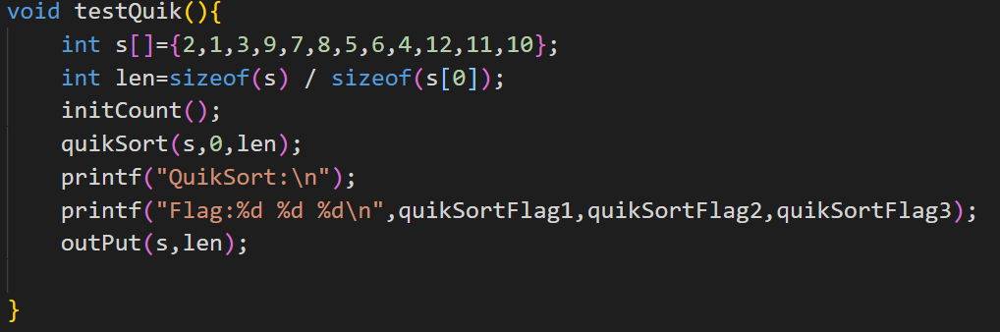 void testQuik(){
    int s[]={2,1,3,9,7,8,5,6,4,12,11,10};
    int len=sizeof(s) / sizeof(s[0]);
    initCount();
    quikSort(s,0,len);
    printf("QuikSort:\n");
    printf("Flag:%d %d %d\n",quikSortFlag1,quikSortFlag2,quikSortFlag3);
    outPut(s,len);
}